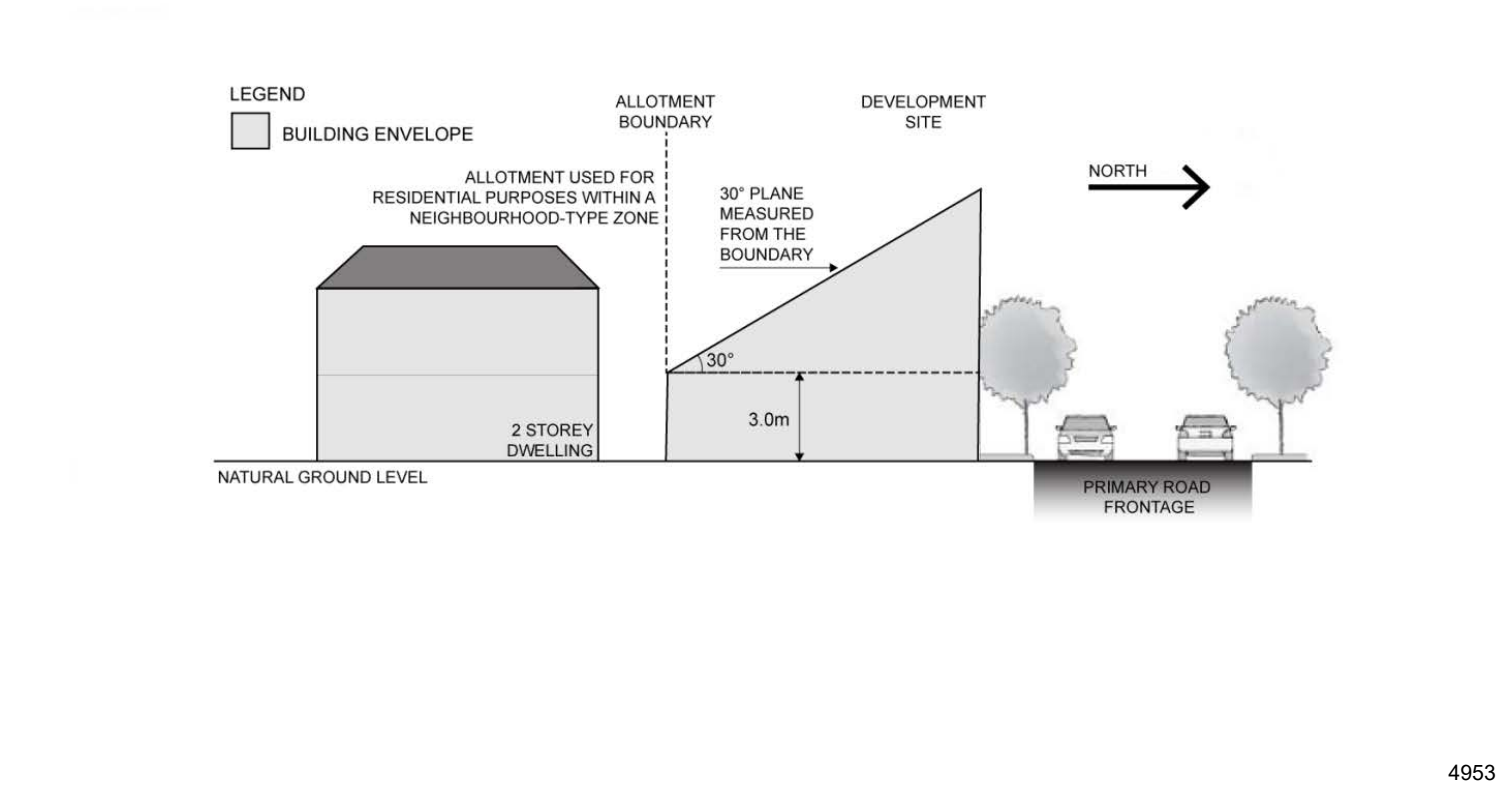 LEGEND
BUILDING ENVELOPE
ALLOTMENT
BOUNDARY
DEVELOPMENT
SITE
ALLOTMENT USED FOR
RESIDENTIAL PURPOSES WITHIN A
NEIGHBOURHOOD-TYPE ZONE
30° PLANE
MEASURED
FROM THE
BOUNDARY
NORTH
30°
3.0m
2 STOREY
DWELLING
NATURAL GROUND LEVEL
PRIMARY ROAD
FRONTAGE
4953